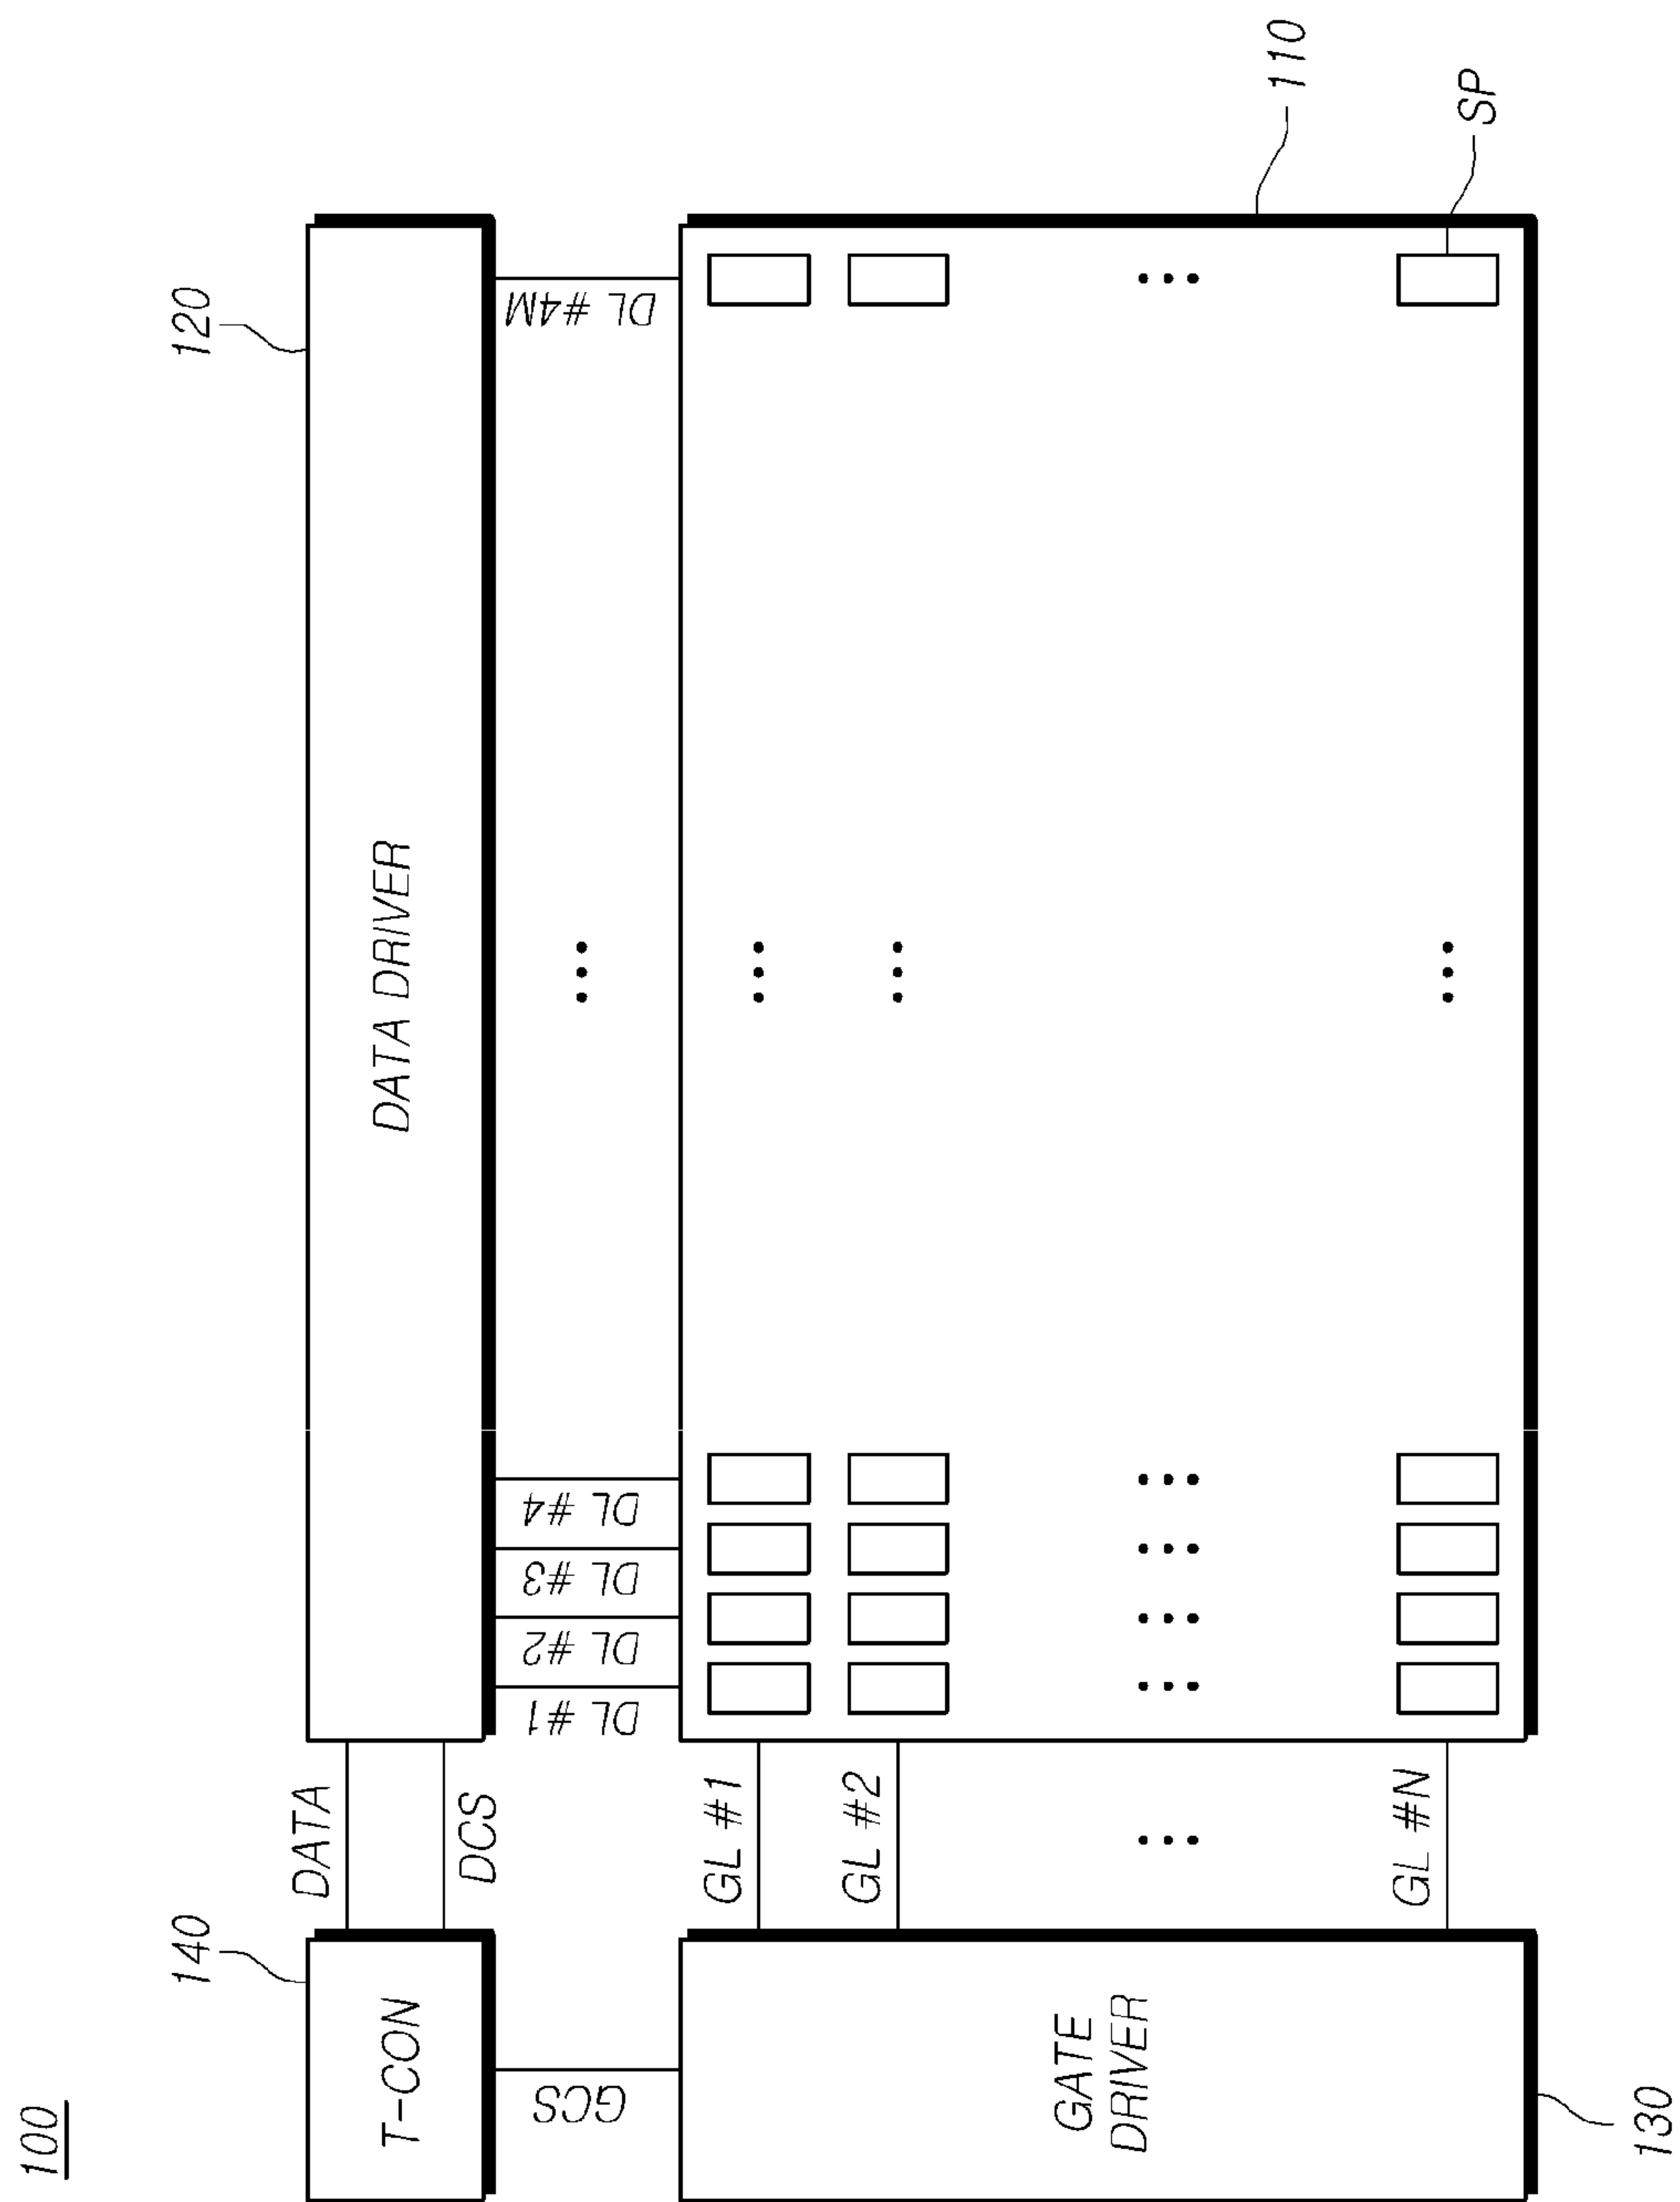 100
140
120
T-CON
DATA
DCS
DATA DRIVER
GCS
DL #1
DL #2
DL #3
DL #4
DL #4M
GATE
DRIVER
GL #1
GL #2
GL #N
110
SP
130